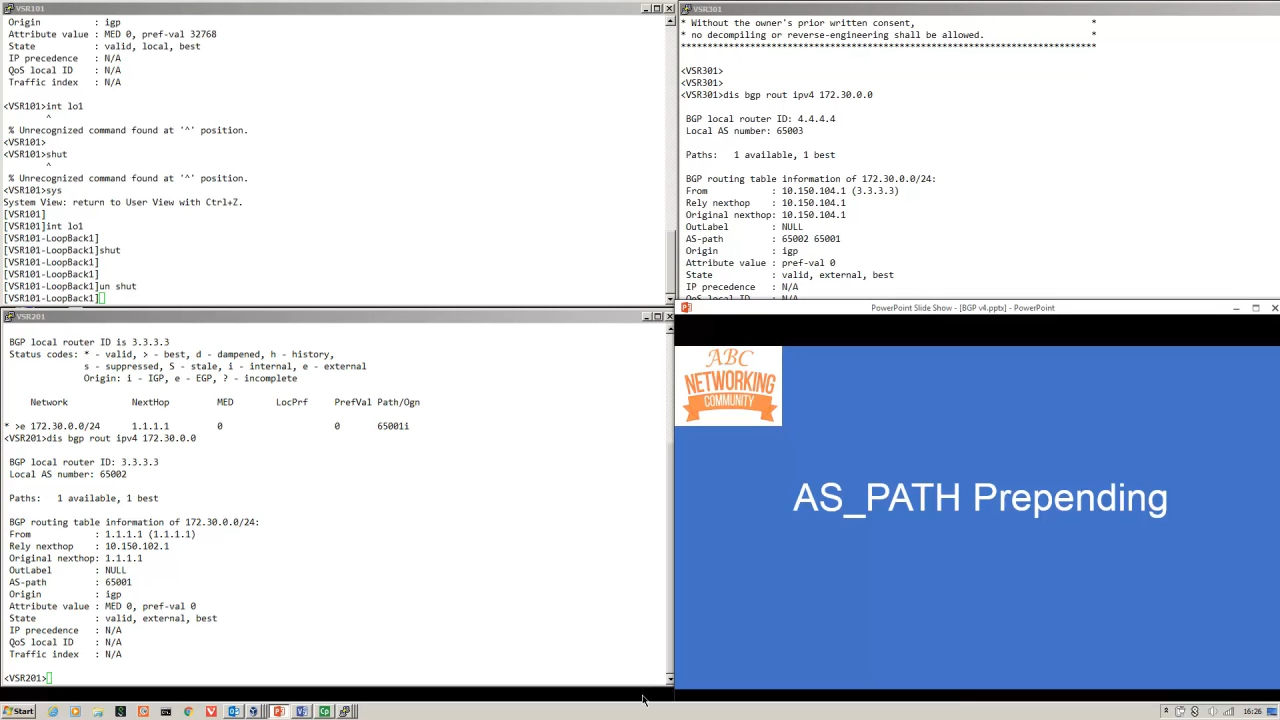 VSR101
Origin : igp
Attribute value : MED 0, pref-val 32768
State : valid, local, best
IP precedence : N/A
QoS local ID : N/A
Traffic index : N/A
<VSR101>int lo1
^
% Unrecognized command found at '^' position.
<VSR101>
<VSR101>shut
^
% Unrecognized command found at '^' position.
<VSR101>sys
System View: return to User View with Ctrl+Z.
[VSR101]
[VSR101]int lo1
[VSR101-LoopBack1]
[VSR101-LoopBack1]shut
[VSR101-LoopBack1]
[VSR101-LoopBack1]
[VSR101-LoopBack1]un shut
[VSR101-LoopBack1]
VSR301
* Without the owner's prior written consent, *
* no decompiling or reverse-engineering shall be allowed. *
******************************************************************************
<VSR301>
<VSR301>
<VSR301>dis bgp rout ipv4 172.30.0.0
BGP local router ID: 4.4.4.4
Local AS number: 65003
Paths: 1 available, 1 best
BGP routing table information of 172.30.0.0/24:
From : 10.150.104.1 (3.3.3.3)
Rely nexthop : 10.150.104.1
Original nexthop: 10.150.104.1
OutLabel : NULL
AS-path : 65002 65001
Origin : igp
Attribute value : pref-val 0
State : valid, external, best
IP precedence : N/A
QoS local ID : N/A
VSR201
BGP local router ID is 3.3.3.3
Status codes: * - valid, > - best, d - dampened, h - history,
s - suppressed, S - stale, i - internal, e - external
Origin: i - IGP, e - EGP, ? - incomplete
Network NextHop MED LocPrf PrefVal Path/Ogn
* >e 172.30.0.0/24 1.1.1.1 0 0 65001i
<VSR201>dis bgp rout ipv4 172.30.0.0
BGP local router ID: 3.3.3.3
Local AS number: 65002
Paths: 1 available, 1 best
BGP routing table information of 172.30.0.0/24:
From : 1.1.1.1 (1.1.1.1)
Rely nexthop : 10.150.102.1
Original nexthop: 1.1.1.1
OutLabel : NULL
AS-path : 65001
Origin : igp
Attribute value : MED 0, pref-val 0
State : valid, external, best
IP precedence : N/A
QoS local ID : N/A
Traffic index : N/A
<VSR201>
PowerPoint Slide Show - [BGP v4.pptx] - PowerPoint
ABC
NETWORKING
COMMUNITY
AS_PATH Prepending
Start
16:26